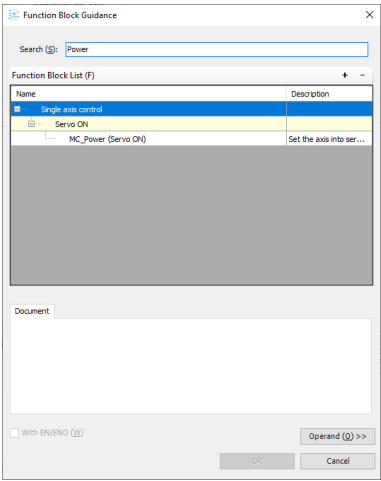 Function Block Guidance
Search (S): Power
Function Block List (F) + -
Name Description
Single axis control
Servo ON
MC_Power (Servo ON) Set the axis into ser...
Document
With EN/ENO (W)
Operand (O) >>
OK Cancel